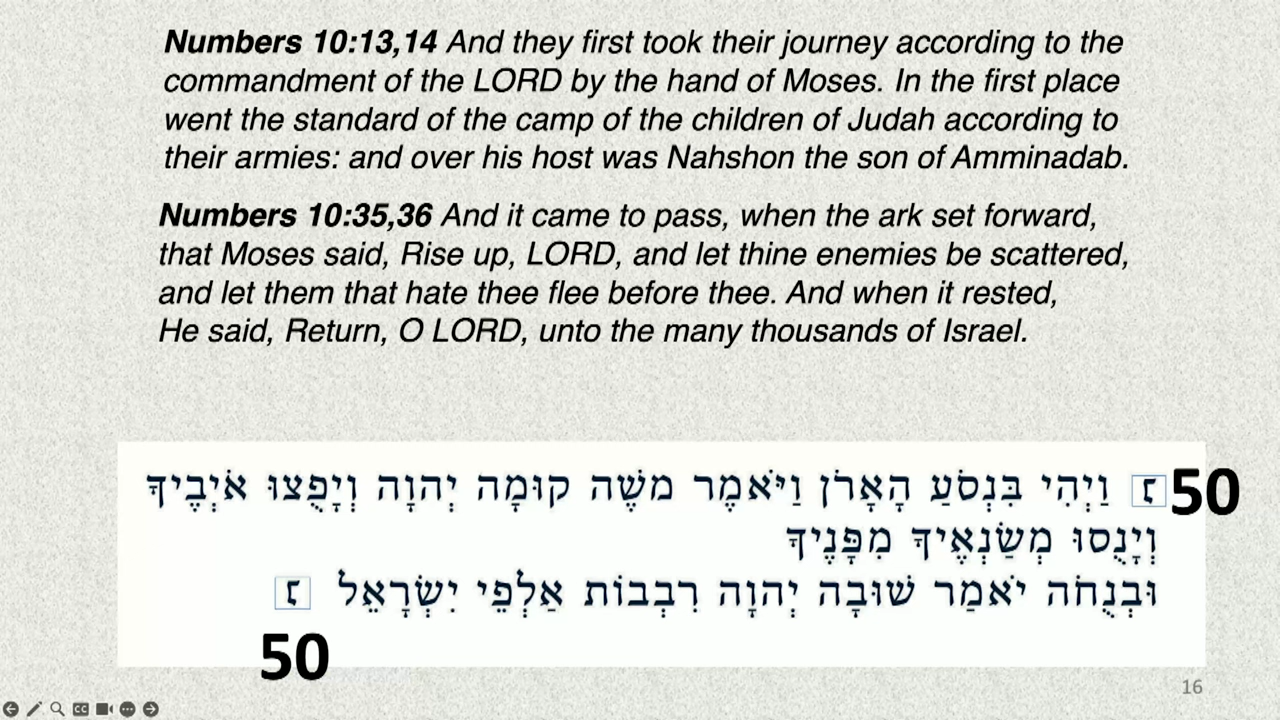 Numbers 10:13,14 And they first took their journey according to the
commandment of the LORD by the hand of Moses. In the first place
went the standard of the camp of the children of Judah according to
their armies: and over his host was Nahshon the son of Amminadab.
Numbers 10:35,36 And it came to pass, when the ark set forward,
that Moses said, Rise up, LORD, and let thine enemies be scattered,
and let them that hate thee flee before thee. And when it rested,
He said, Return, O LORD, unto the many thousands of Israel.
50 ׆ וַיְהִי בִּנְסֹעַ הָאָרֹן וַיֹּאמֶר מֹשֶׁה קוּמָה יְהוָה וְיָפֻצוּ אֹיְבֶיךָ
וְיָנֻסוּ מְשַׂנְאֶיךָ מִפָּנֶיךָ
וּבְנֻחֹה יֹאמַר שׁוּבָה יְהוָה רִבְבוֹת אַלְפֵי יִשְׂרָאֵל ׆
50
16
CC